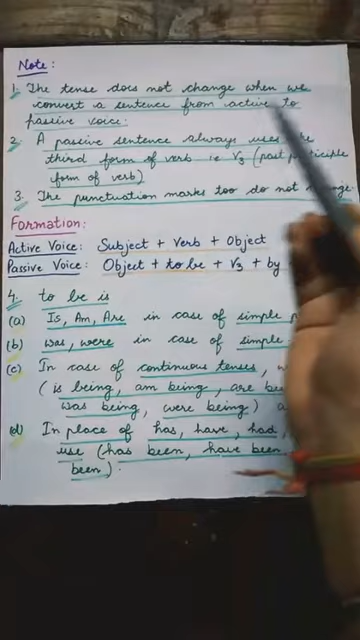 Note:
1. The tense does not change when we
convert a sentence from active to
passive voice.
2. A passive sentence always uses
third form of verb i.e V₃ (past participle
form of verb)
3. The punctuation marks too do not change
Formation:
Active Voice: Subject + Verb + Object
Passive Voice: Object + to be + V₃ + by
4. to be is
(a) Is, Am, Are in case of simple
(b) was, were in case of simple
(c) In case of continuous tenses,
(is being, am being, are
was being, were being)
(d) In place of has, have, had,
use (has been, have been
been).